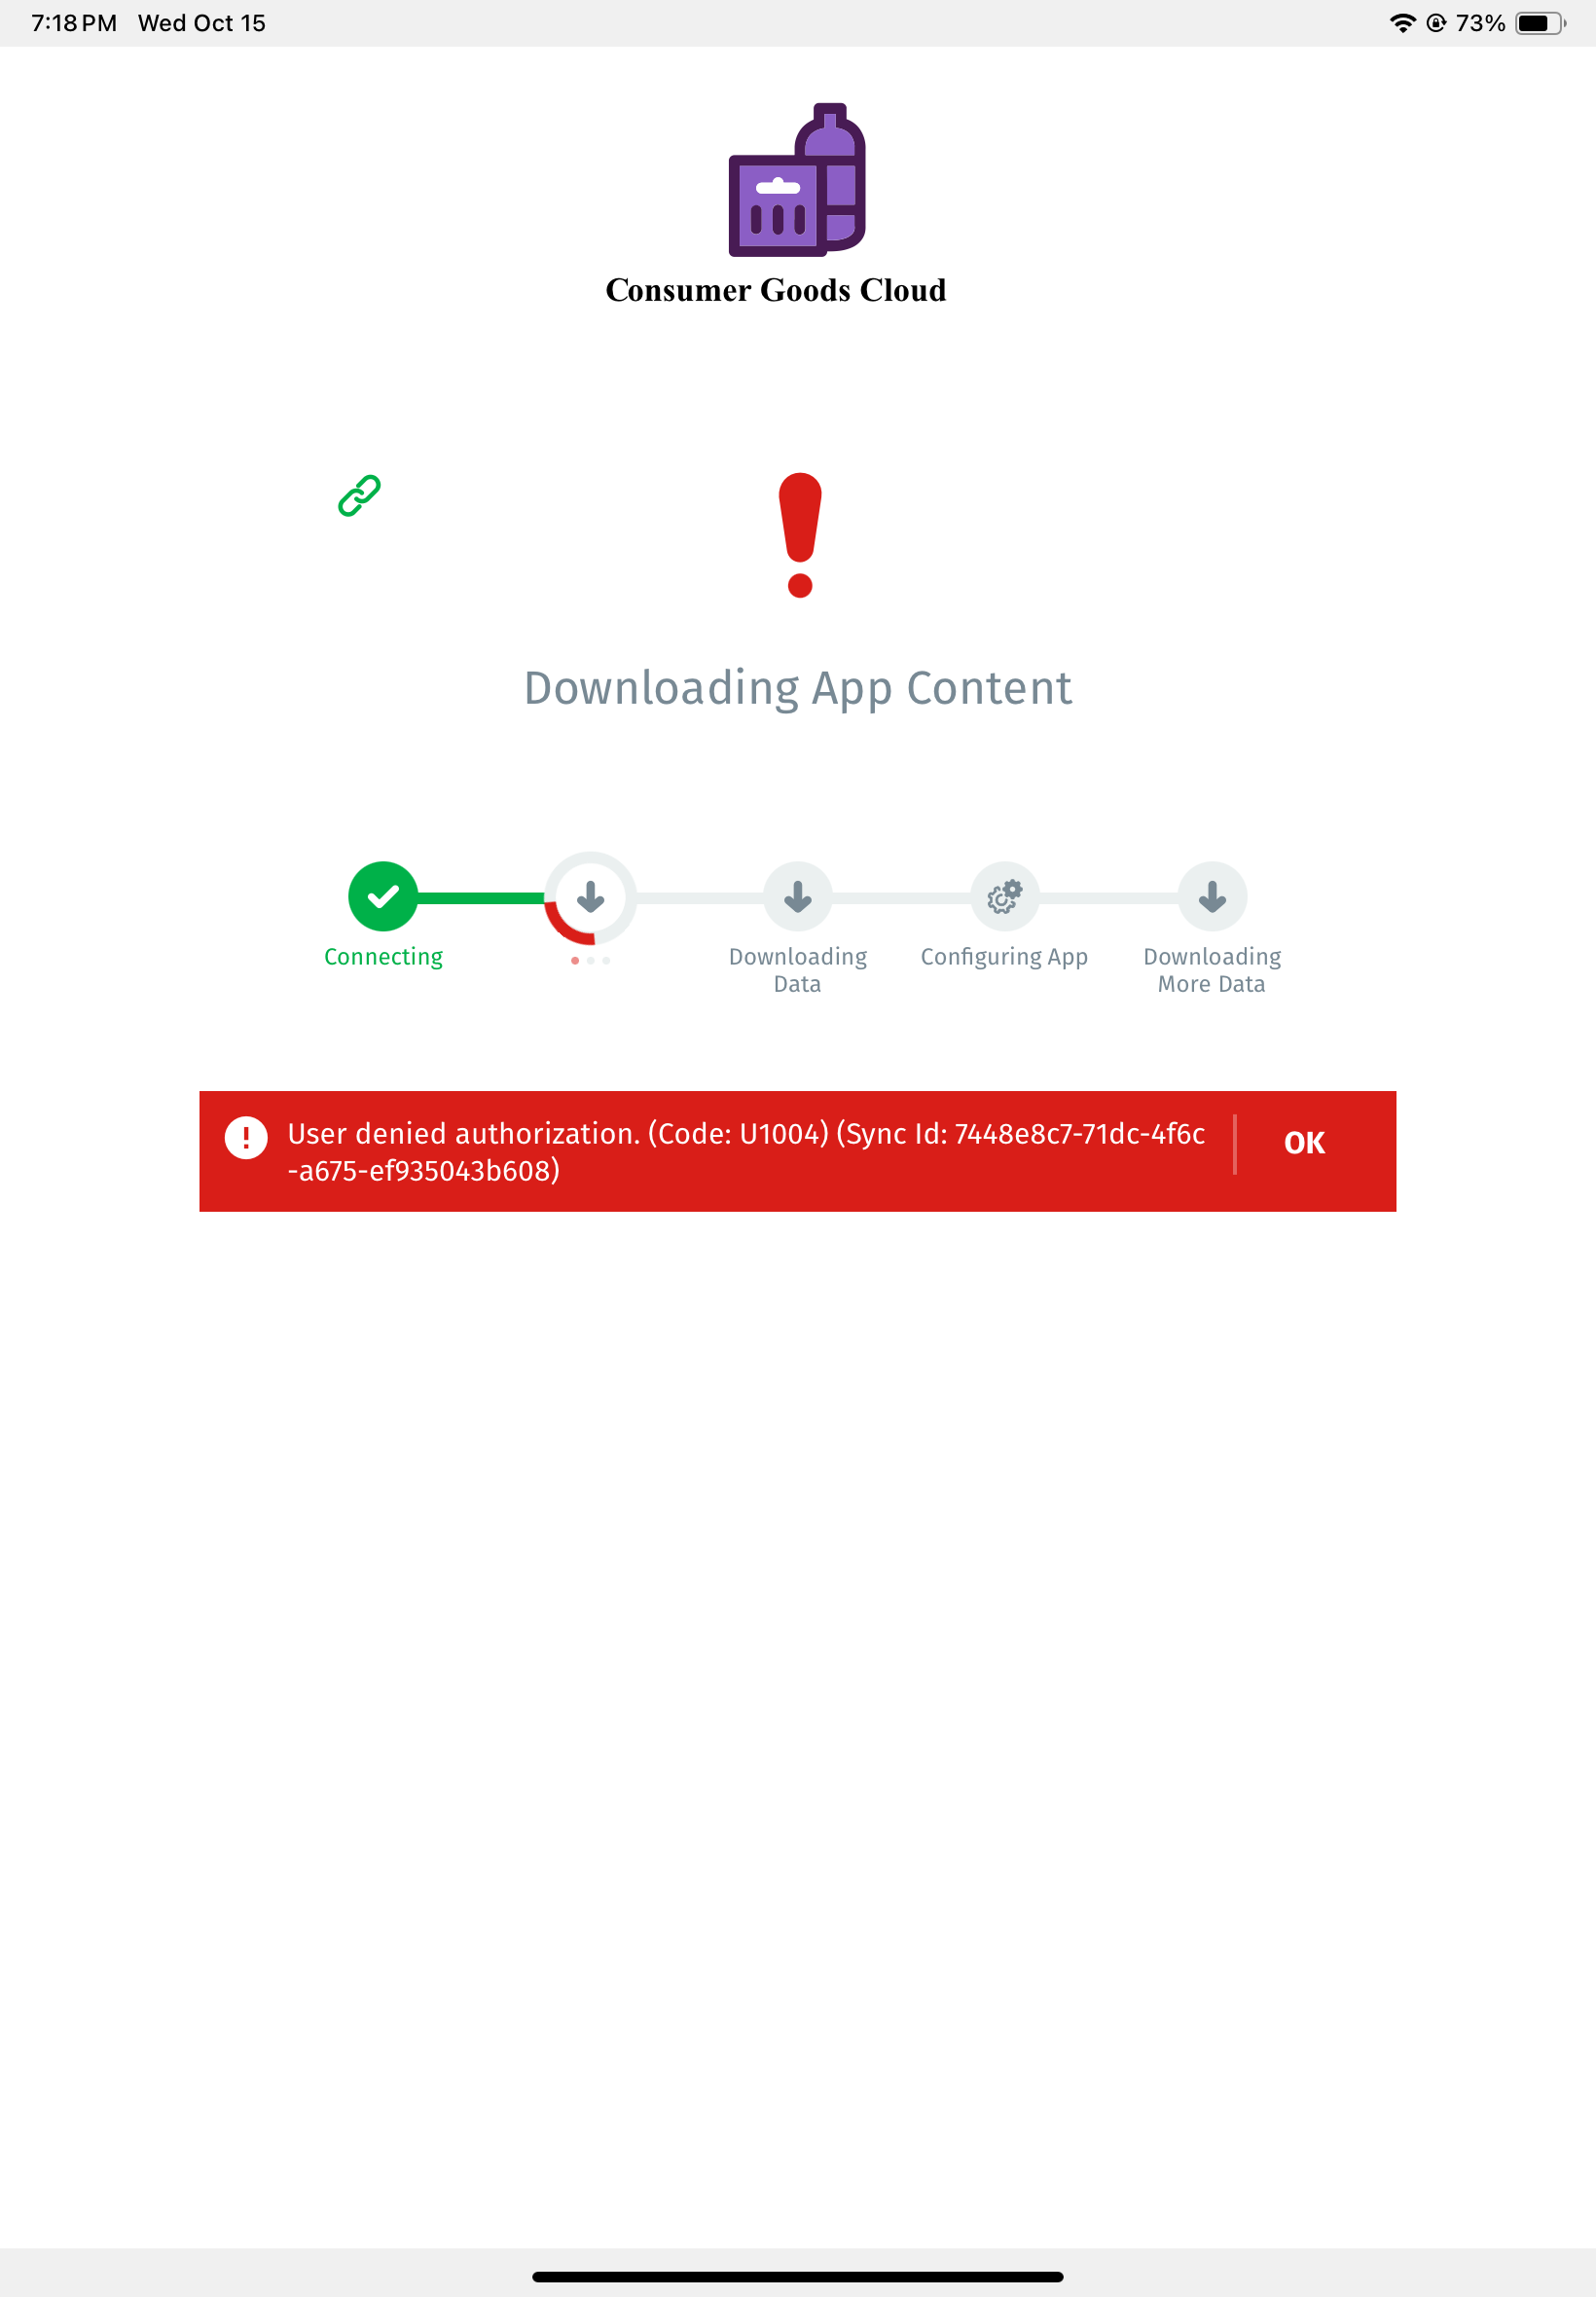 7:18 PM Wed Oct 15 73%
Consumer Goods Cloud
Downloading App Content
Connecting
Downloading
Data
Configuring App
Downloading
More Data
User denied authorization. (Code: U1004) (Sync Id: 7448e8c7-71dc-4f6c
-a675-ef935043b608)
OK